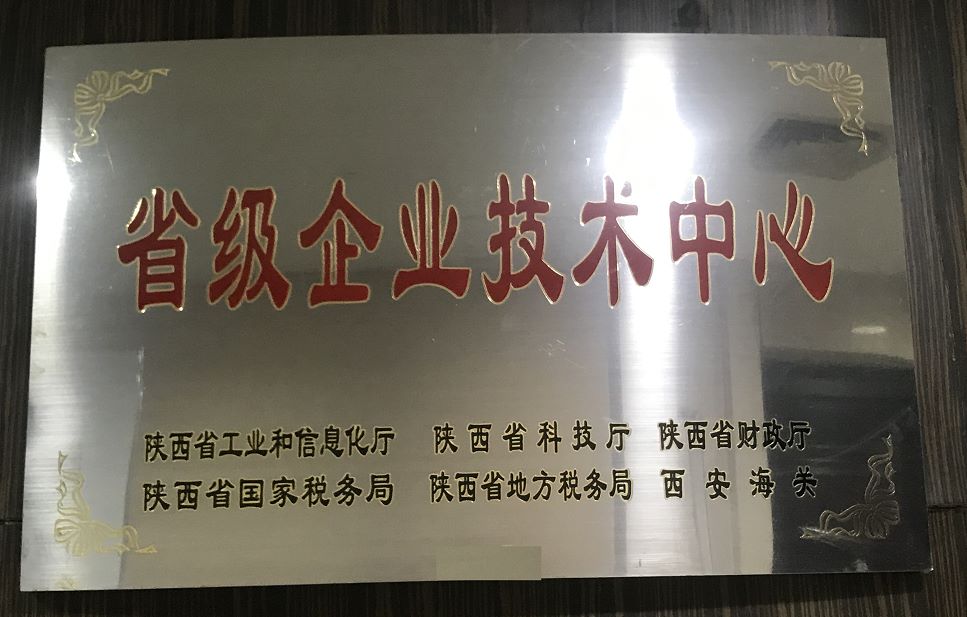 省级企业技术中心
陕西省工业和信息化厅 陕西省科技厅 陕西省财政厅
陕西省国家税务局 陕西省地方税务局 西安海关